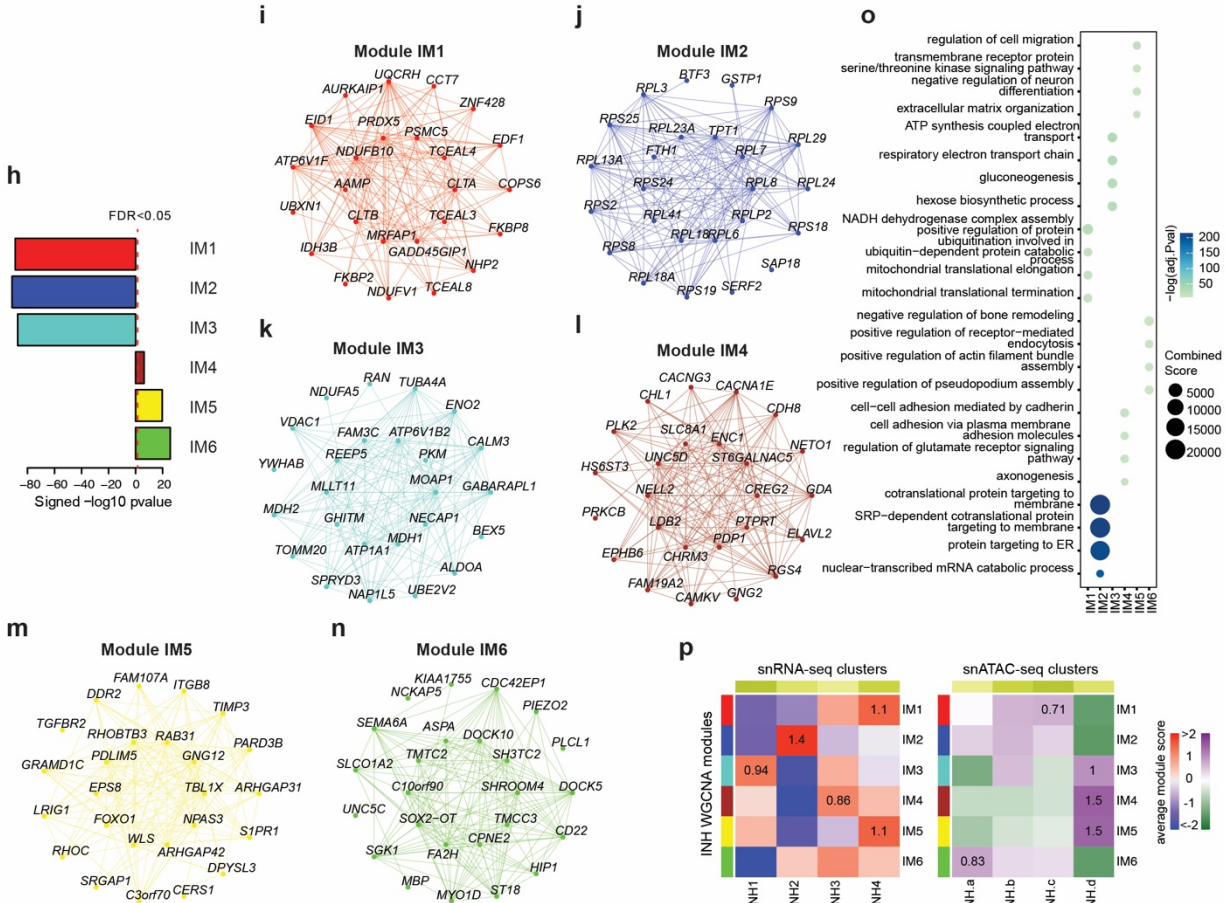 h
FDR<0.05
IM1
IM2
IM3
IM4
IM5
IM6
−80 −60 −40 −20 0 20
Signed −log10 pvalue
i
Module IM1
UQCRH
CCT7
AURKAIP1
ZNF428
EID1
PRDX5
PSMC5
EDF1
NDUFB10
TCEAL4
ATP6V1F
AAMP
CLTA
COPS6
UBXN1
CLTB
TCEAL3
FKBP8
MRFAP1
IDH3B
GADD45GIP1
NHP2
FKBP2
NDUFV1
TCEAL8
j
Module IM2
BTF3
GSTP1
RPL3
RPS9
RPS25
RPL23A
TPT1
RPL29
RPL13A
FTH1
RPL7
RPS24
RPL8
RPL24
RPS2
RPL41
RPLP2
RPS18
RPS8
RPL18
RPL6
SAP18
RPL18A
RPS19
SERF2
k
Module IM3
RAN
TUBA4A
NDUFA5
ENO2
VDAC1
FAM3C
ATP6V1B2
CALM3
REEP5
PKM
YWHAB
MLLT11
MOAP1
GABARAPL1
MDH2
GHITM
NECAP1
BEX5
MDH1
TOMM20
ATP1A1
ALDOA
SPRYD3
UBE2V2
NAP1L5
l
Module IM4
CACNG3
CACNA1E
CHL1
CDH8
PLK2
SLC8A1
ENC1
NETO1
UNC5D
ST6GALNAC5
HS6ST3
NELL2
CREG2
GDA
PRKCB
LDB2
PTPRT
ELAVL2
PDP1
EPHB6
CHRM3
RGS4
FAM19A2
GNG2
CAMKV
m
Module IM5
FAM107A
ITGB8
DDR2
TIMP3
TGFBR2
RHOBTB3
RAB31
PARD3B
PDLIM5
GNG12
GRAMD1C
EPS8
TBL1X
ARHGAP31
LRIG1
FOXO1
NPAS3
S1PR1
WLS
RHOC
ARHGAP42
DPYSL3
SRGAP1
CERS1
C3orf70
n
Module IM6
KIAA1755
CDC42EP1
NCKAP5
PIEZO2
SEMA6A
ASPA
DOCK10
PLCL1
TMTC2
SH3TC2
SLCO1A2
C10orf90
SHROOM4
DOCK5
UNC5C
SOX2-OT
TMCC3
CD22
CPNE2
SGK1
FA2H
HIP1
MBP
ST18
MYO1D
o
regulation of cell migration
transmembrane receptor protein
serine/threonine kinase signaling pathway
negative regulation of neuron
differentiation
extracellular matrix organization
ATP synthesis coupled electron
transport
respiratory electron transport chain
gluconeogenesis
hexose biosynthetic process
NADH dehydrogenase complex assembly
positive regulation of protein
ubiquitination involved in
ubiquitin-dependent protein catabolic
process
mitochondrial translational elongation
mitochondrial translational termination
negative regulation of bone remodeling
positive regulation of receptor-mediated
endocytosis
positive regulation of actin filament bundle
assembly
positive regulation of pseudopodium assembly
cell-cell adhesion mediated by cadherin
cell adhesion via plasma membrane
adhesion molecules
regulation of glutamate receptor signaling
pathway
axonogenesis
cotranslational protein targeting to
membrane
SRP-dependent cotranslational protein
targeting to membrane
protein targeting to ER
nuclear-transcribed mRNA catabolic process
IM1
IM2
IM3
IM4
IM5
IM6
−log(adj.Pval)
200
150
100
50
Combined
Score
5000
10000
15000
20000
p
snRNA-seq clusters
snATAC-seq clusters
INH WGCNA modules
1.1
0.71
IM1
1.4
IM2
0.94
1
IM3
0.86
1.5
IM4
1.1
1.5
IM5
0.83
IM6
NH1
NH2
NH3
NH4
NH.a
NH.b
NH.c
NH.d
average module score
>2
1
0
-1
<-2